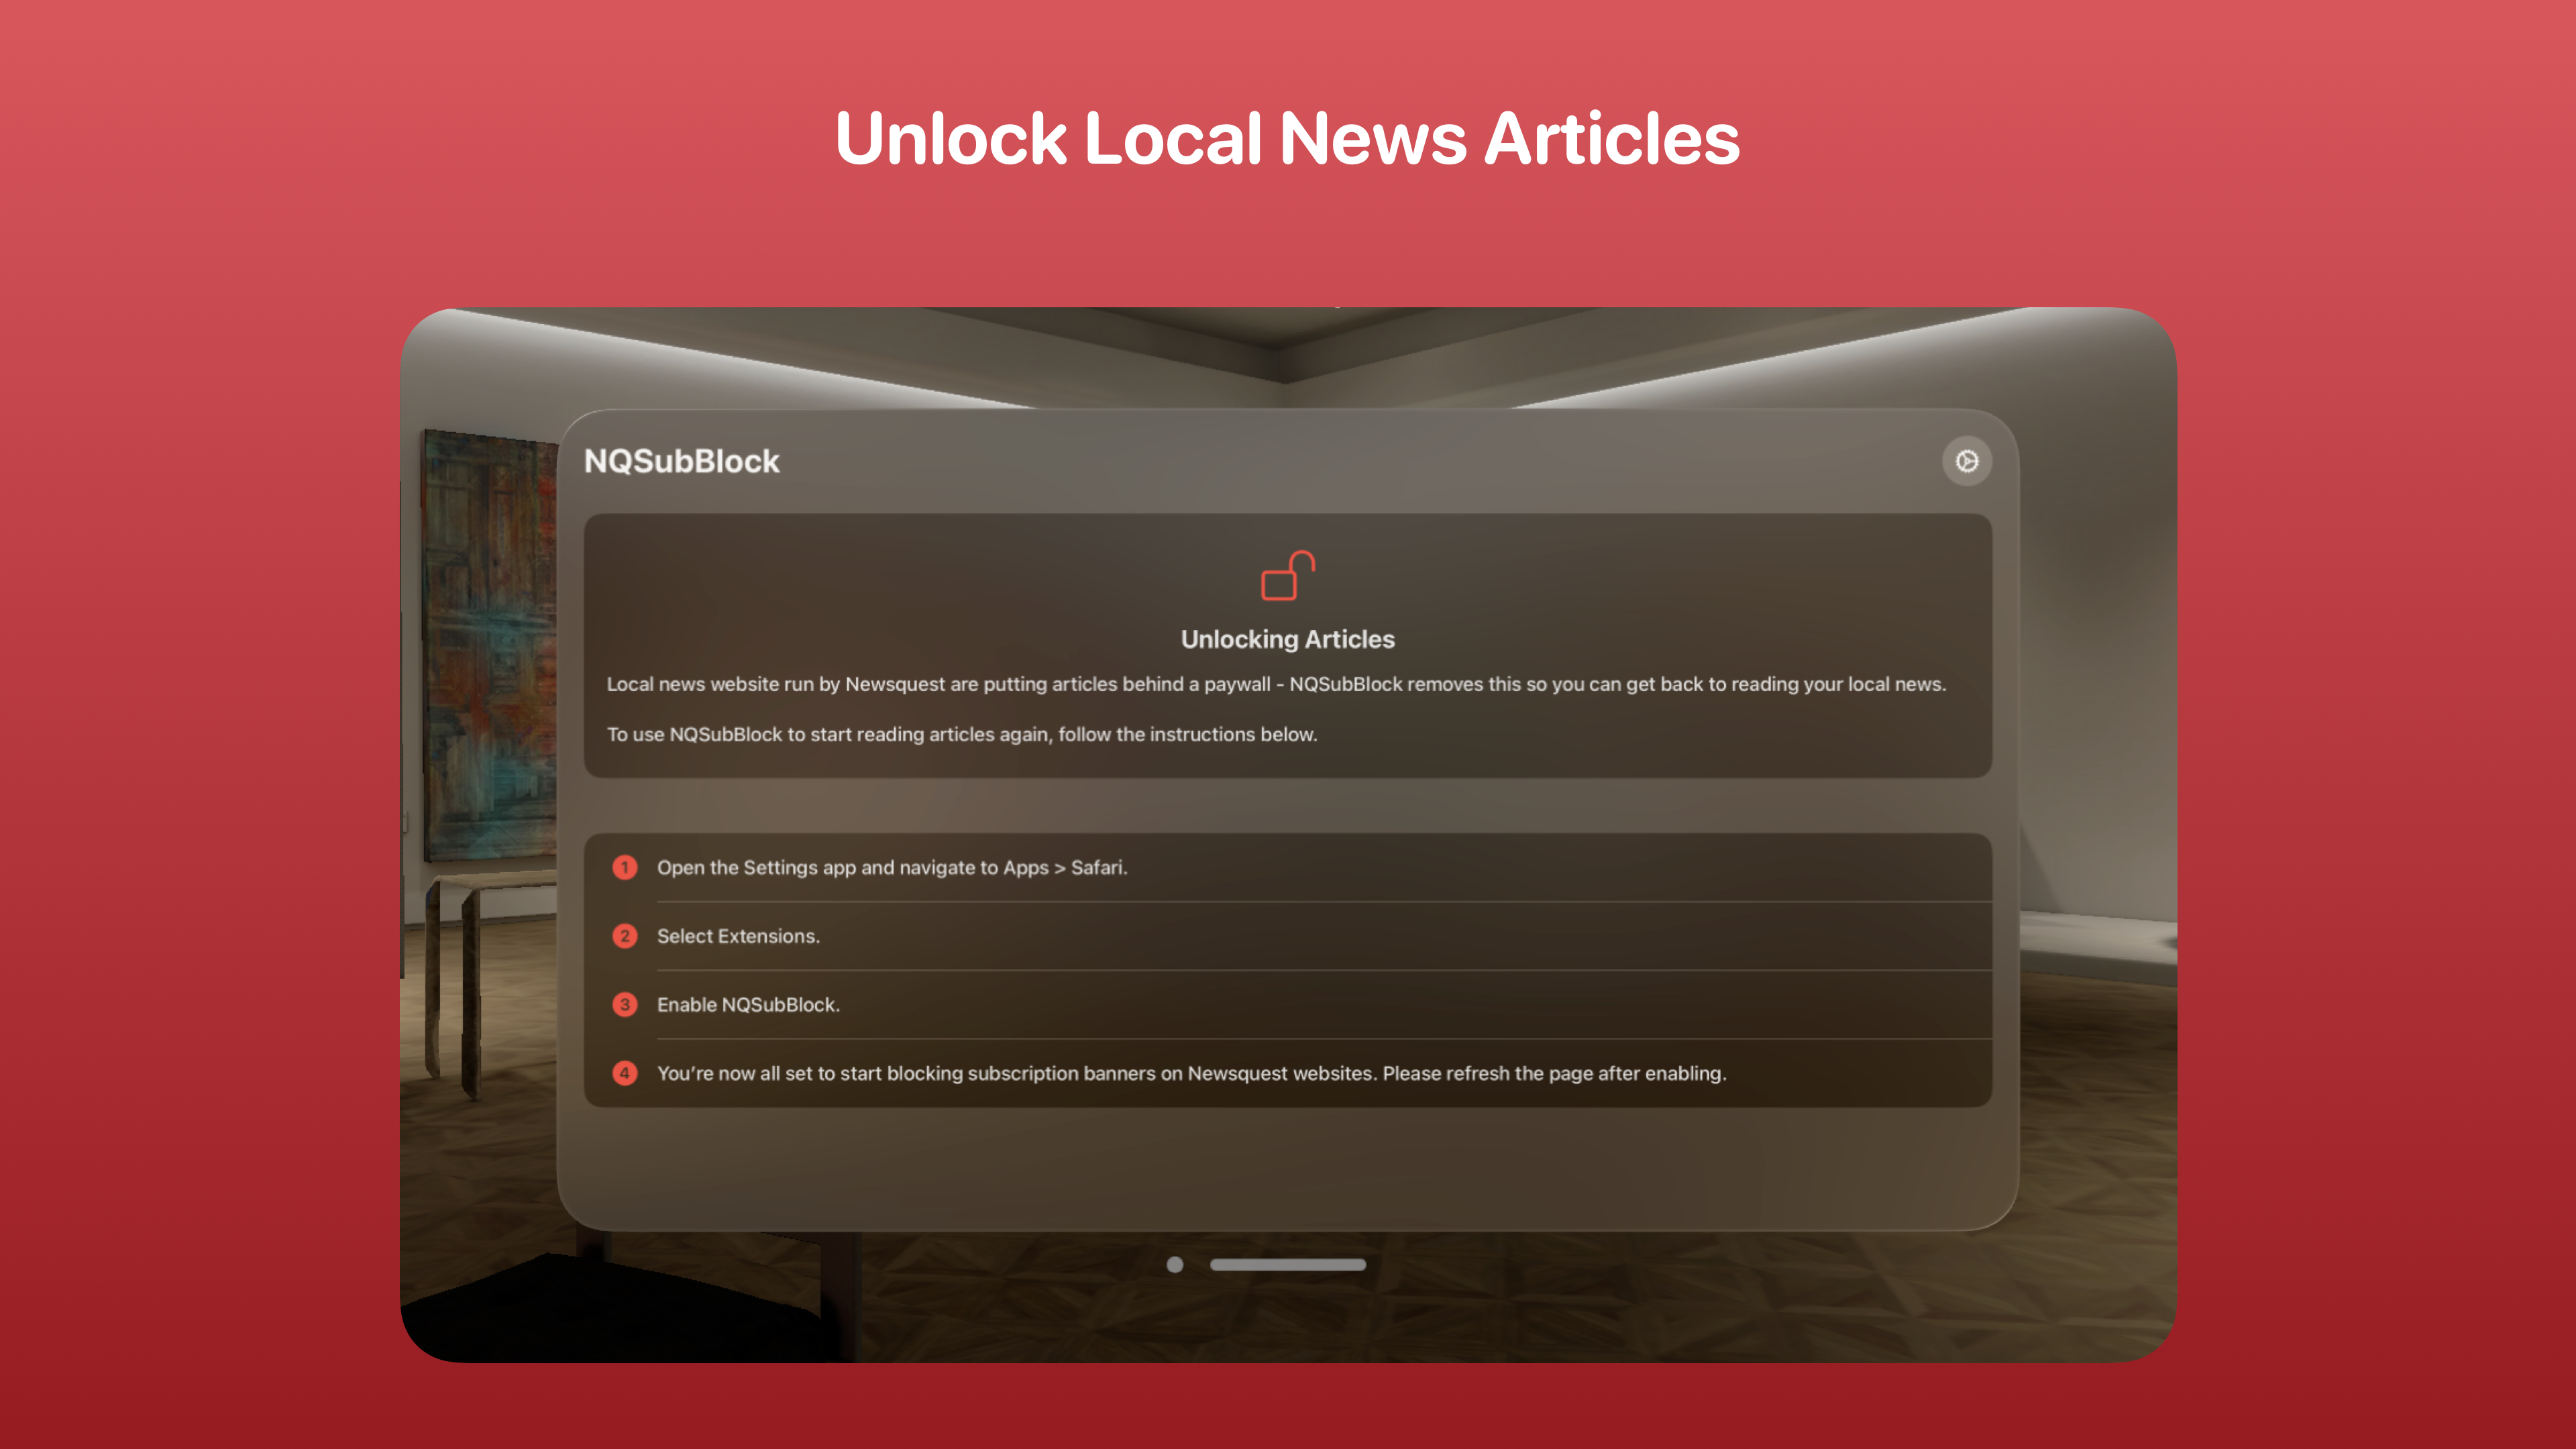 Unlock Local News Articles
NQSubBlock
Unlocking Articles
Local news website run by Newsquest are putting articles behind a paywall - NQSubBlock removes this so you can get back to reading your local news.
To use NQSubBlock to start reading articles again, follow the instructions below.
1 Open the Settings app and navigate to Apps > Safari.
2 Select Extensions.
3 Enable NQSubBlock.
4 You’re now all set to start blocking subscription banners on Newsquest websites. Please refresh the page after enabling.